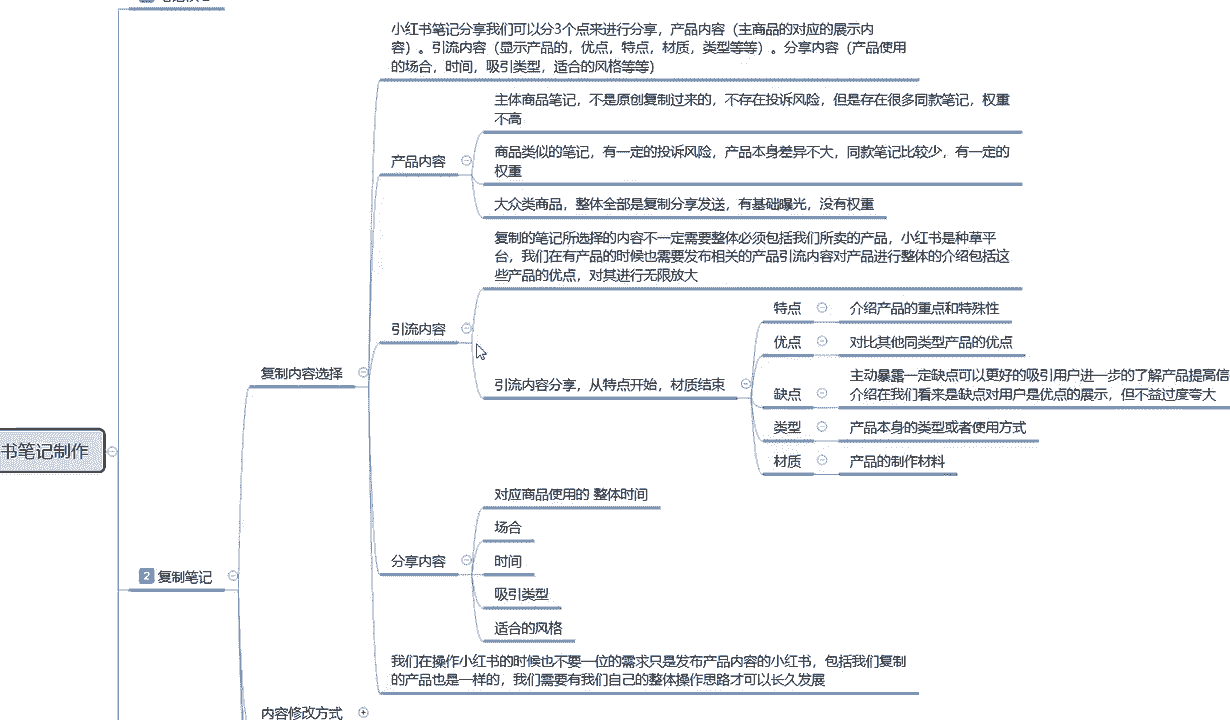 小红书笔记分享我们可以分3个点来进行分享，产品内容（主商品的对应的展示内
容）。引流内容（显示产品的，优点，特点，材质，类型等等）。分享内容（产品使用
的场合，时间，吸引类型，适合的风格等等）
主体商品笔记，不是原创复制过来的，不存在投诉风险，但是存在很多同款笔记，权重
不高
产品内容
商品类似的笔记，有一定的投诉风险，产品本身差异不大，同款笔记比较少，有一定的
权重
大众类商品，整体全部是复制分享发送，有基础曝光，没有权重
复制的笔记所选择的内容不一定需要整体必须包括我们所卖的产品，小红书是种草平
台，我们在有产品的时候也需要发布相关的产品引流内容对产品进行整体的介绍包括这
些产品的优点，对其进行无限放大
引流内容
引流内容分享，从特点开始，材质结束
特点 介绍产品的重点和特殊性
优点 对比其他同类型产品的优点
缺点 主动暴露一定缺点可以更好的吸引用户进一步的了解产品提高信
介绍在我们看来是缺点对用户是优点的展示，但不益过度夸大
类型 产品本身的类型或者使用方式
材质 产品的制作材料
复制内容选择
书笔记制作
分享内容
对应商品使用的 整体时间
场合
时间
吸引类型
适合的风格
2 复制笔记
我们在操作小红书的时候也不要一位的需求只是发布产品内容的小红书，包括我们复制
的产品也是一样的，我们需要有我们自己的整体操作思路才可以长久发展
内容修改方式